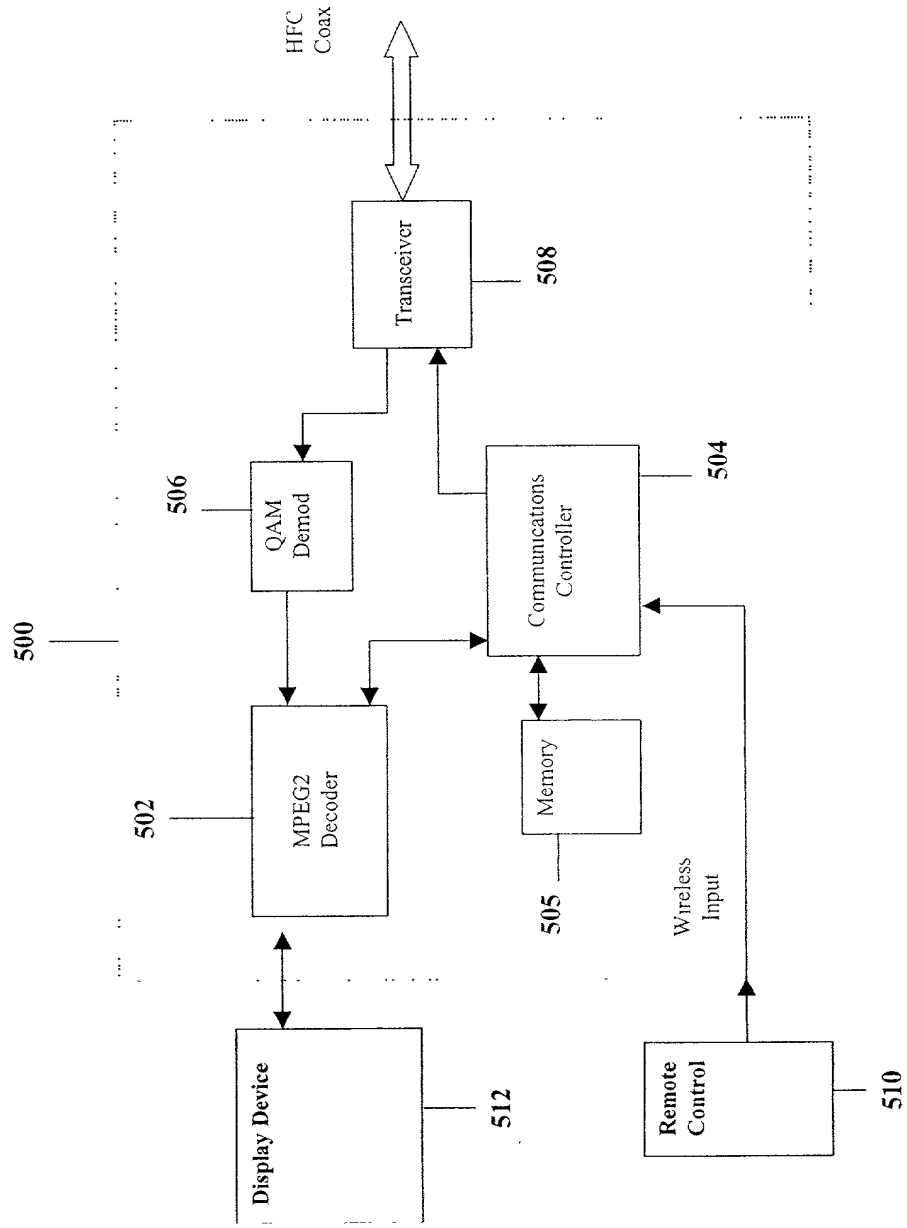 HFC
Coax
Transceiver
508
506
QAM
Demod
504
Communications
Controller
500
502
MPEG2
Decoder
Memory
505
Wireless
Input
Display Device
512
Remote
Control
510